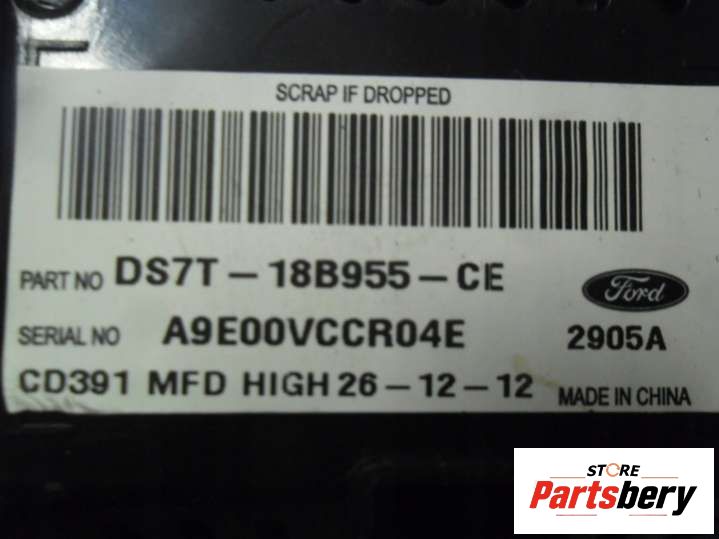 SCRAP IF DROPPED
PART NO DS7T-18B955-CE
Ford
SERIAL NO A9E00VCCR04E 2905A
CD391 MFD HIGH 26-12-12 MADE IN CHINA
STORE
Partsbery